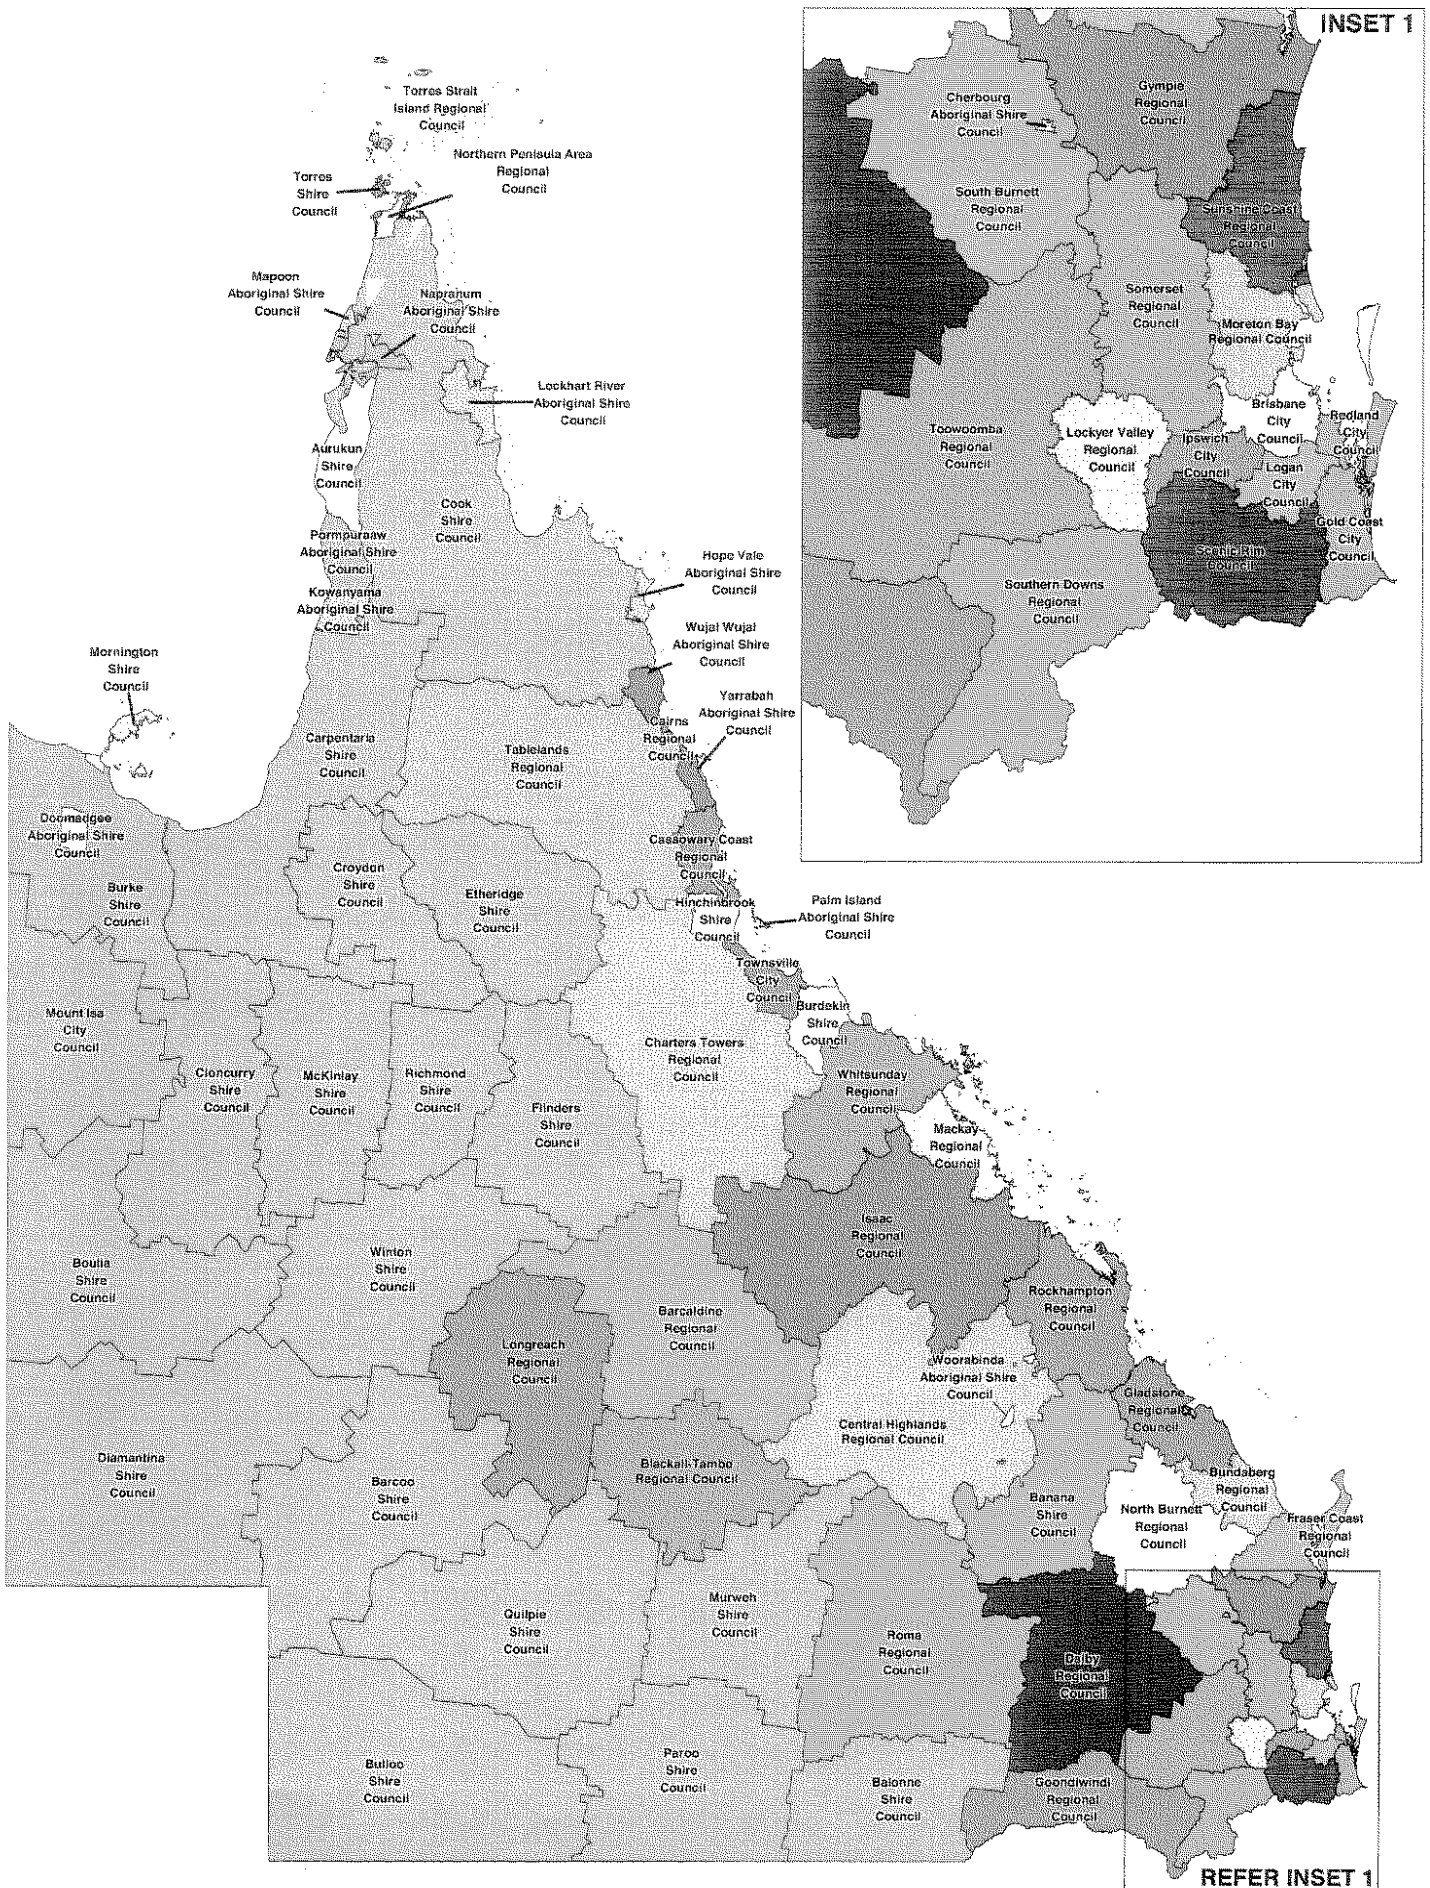 INSET 1
Torres Strait
Island Regional
Council
Northern Penisula Area
Regional
Council
Torres
Shire
Council
Mapoon
Aboriginal Shire
Council
Napranum
Aboriginal Shire
Council
Lockhart River
Aboriginal Shire
Council
Aurukun
Shire
Council
Cook
Shire
Council
Pormpuraaw
Aboriginal Shire
Council
Kowanyama
Aboriginal Shire
Council
Hope Vale
Aboriginal Shire
Council
Wujal Wujal
Aboriginal Shire
Council
Mornington
Shire
Council
Yarrabah
Aboriginal Shire
Council
Cairns
Regional
Council
Carpentaria
Shire
Council
Tablelands
Regional
Council
Doomadgee
Aboriginal Shire
Council
Burke
Shire
Council
Croydon
Shire
Council
Etheridge
Shire
Council
Cassowary Coast
Regional
Council
Hinchinbrook
Shire
Council
Palm Island
Aboriginal Shire
Council
Townsville
City
Council
Burdekin
Shire
Council
Mount Isa
City
Council
Cloncurry
Shire
Council
McKinlay
Shire
Council
Richmond
Shire
Council
Flinders
Shire
Council
Charters Towers
Regional
Council
Whitsunday
Regional
Council
Mackay
Regional
Council
Isaac
Regional
Council
Boulia
Shire
Council
Winton
Shire
Council
Longreach
Regional
Council
Barcaldine
Regional
Council
Rockhampton
Regional
Council
Woorabinda
Aboriginal Shire
Council
Central Highlands
Regional Council
Gladstone
Regional
Council
Diamantina
Shire
Council
Barcoo
Shire
Council
Blackall-Tambo
Regional Council
Banana
Shire
Council
North Burnett
Regional
Council
Bundaberg
Regional
Council
Fraser Coast
Regional
Council
Quilpie
Shire
Council
Murweh
Shire
Council
Roma
Regional
Council
Dalby
Regional
Council
Bulloo
Shire
Council
Paroo
Shire
Council
Balonne
Shire
Council
Goondiwindi
Regional
Council
REFER INSET 1
Cherbourg
Aboriginal Shire
Council
Gympie
Regional
Council
South Burnett
Regional
Council
Sunshine Coast
Regional
Council
Somerset
Regional
Council
Moreton Bay
Regional Council
Toowoomba
Regional
Council
Lockyer Valley
Regional
Council
Brisbane
City
Council
Redland
City
Council
Ipswich
City
Council
Logan
City
Council
Gold Coast
City
Council
Scenic Rim
Council
Southern Downs
Regional
Council